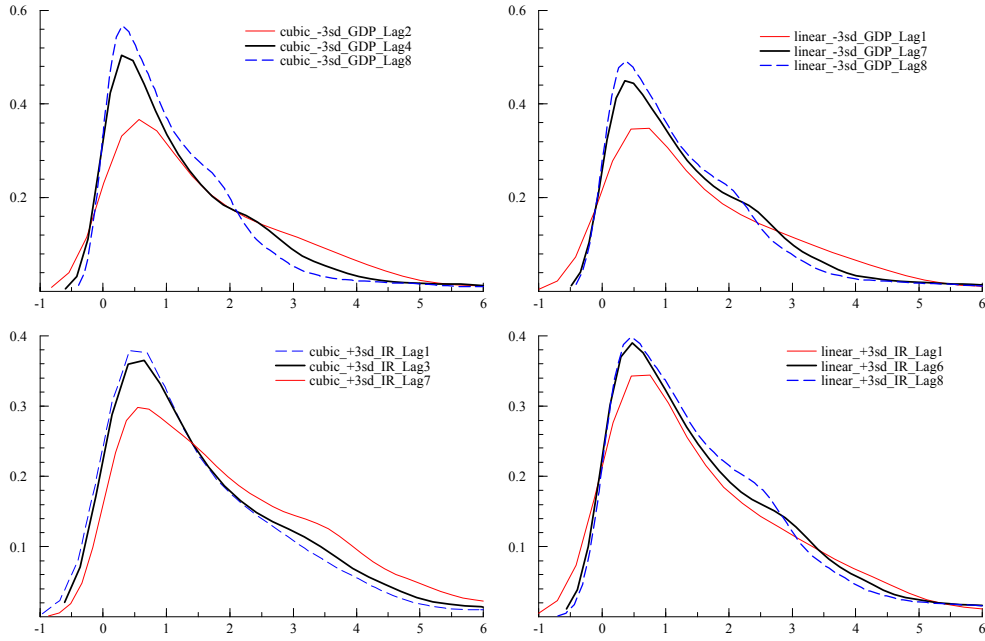 0.6
cubic_-3sd_GDP_Lag2
cubic_-3sd_GDP_Lag4
cubic_-3sd_GDP_Lag8
0.4
0.2
-1 0 1 2 3 4 5 6
0.6
linear_-3sd_GDP_Lag1
linear_-3sd_GDP_Lag7
linear_-3sd_GDP_Lag8
0.4
0.2
-1 0 1 2 3 4 5 6
0.4
cubic_+3sd_IR_Lag1
cubic_+3sd_IR_Lag3
cubic_+3sd_IR_Lag7
0.3
0.2
0.1
-1 0 1 2 3 4 5 6
0.4
linear_+3sd_IR_Lag1
linear_+3sd_IR_Lag6
linear_+3sd_IR_Lag8
0.3
0.2
0.1
-1 0 1 2 3 4 5 6